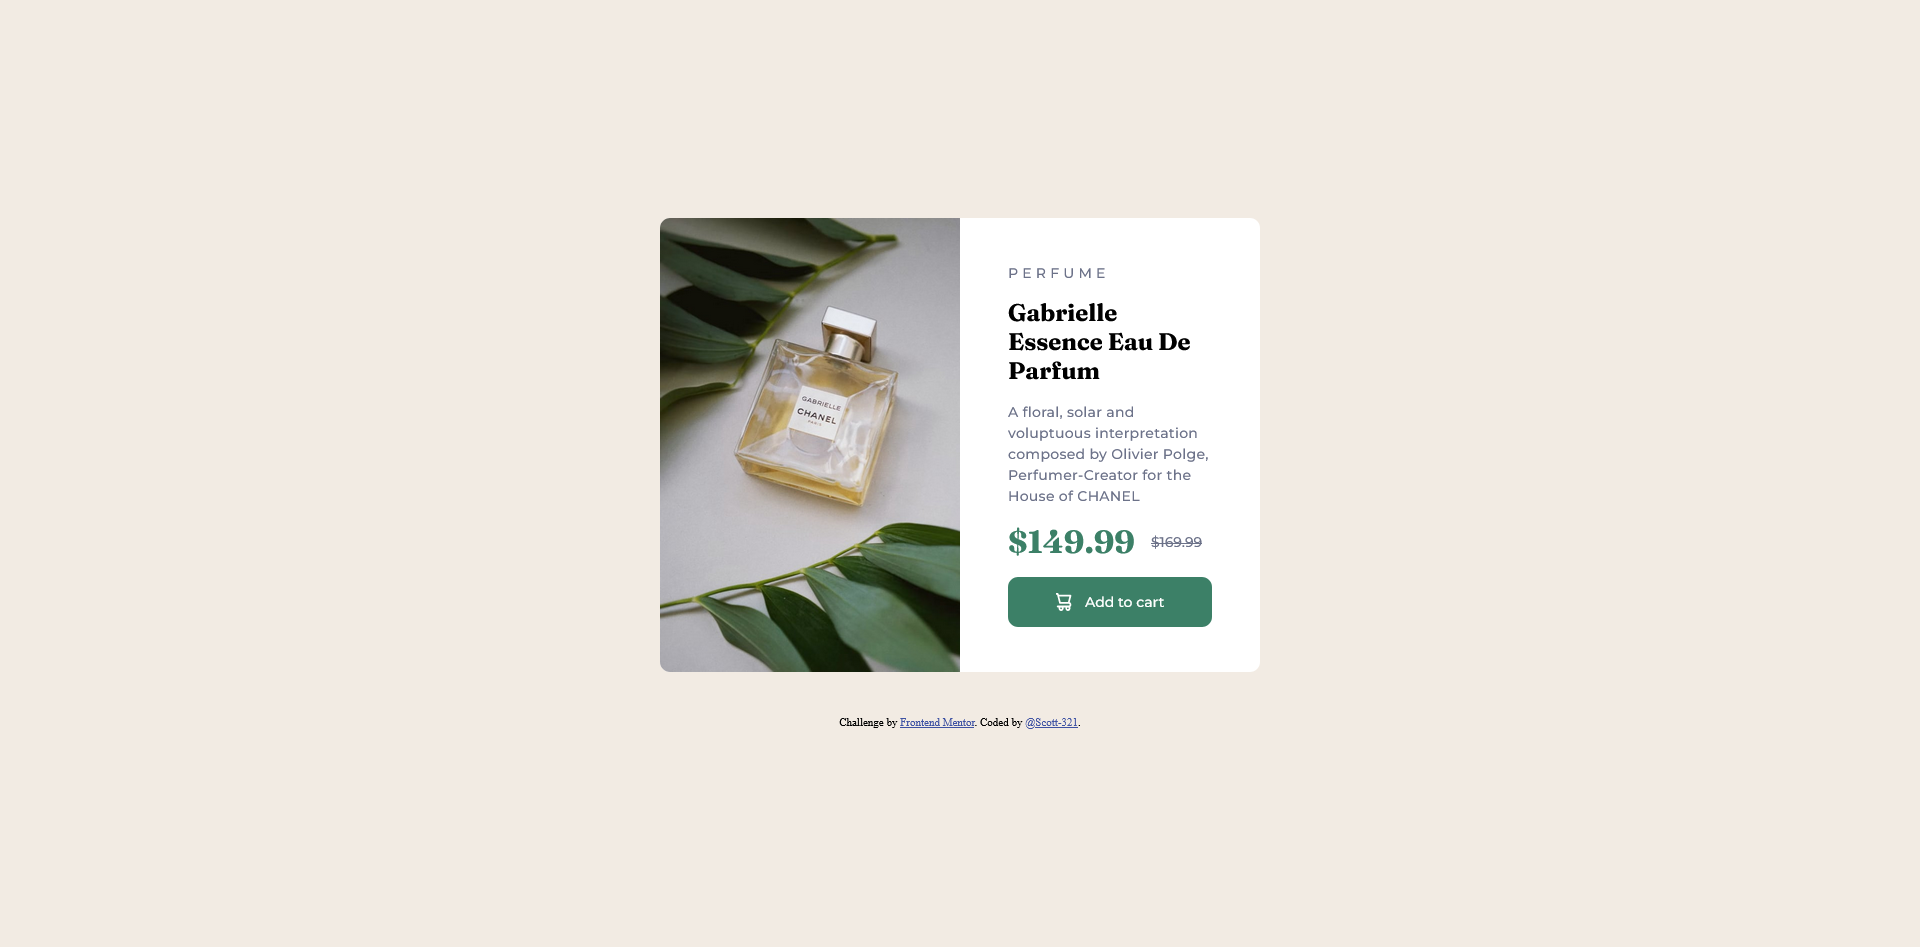 GABRIELLE
CHANEL
PARIS
PERFUME
Gabrielle
Essence Eau De
Parfum
A floral, solar and
voluptuous interpretation
composed by Olivier Polge,
Perfumer-Creator for the
House of CHANEL
$149.99 $169.99
Add to cart
Challenge by Frontend Mentor. Coded by @Scott-321.